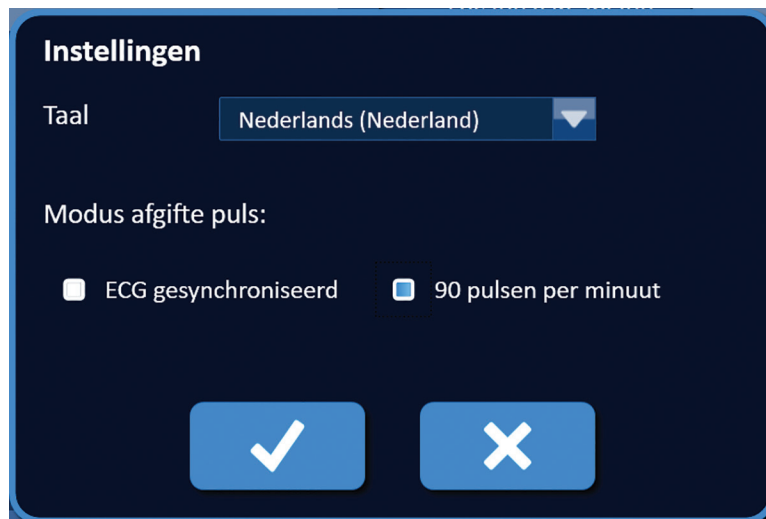 Instellingen
Taal
Nederlands (Nederland)
Modus afgifte puls:
ECG gesynchroniseerd
90 pulsen per minuut